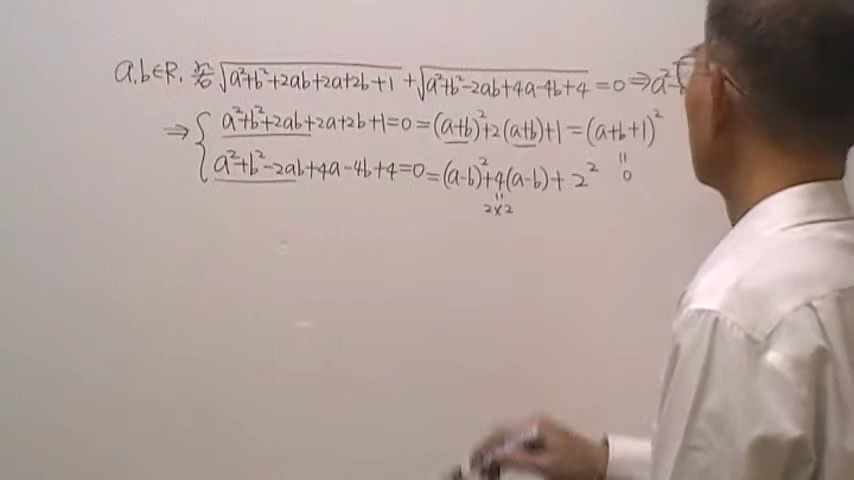 a,b∈R, 若√(a²+b²+2ab+2a+2b+1) + √(a²+b²-2ab+4a-4b+4) = 0 ⇒ a²-
⇒ { a²+b²+2ab+2a+2b+1=0 = (a+b)²+2(a+b)+1 = (a+b+1)²
a²+b²-2ab+4a-4b+4=0 = (a-b)²+4(a-b)+2² " 0
" 2×2